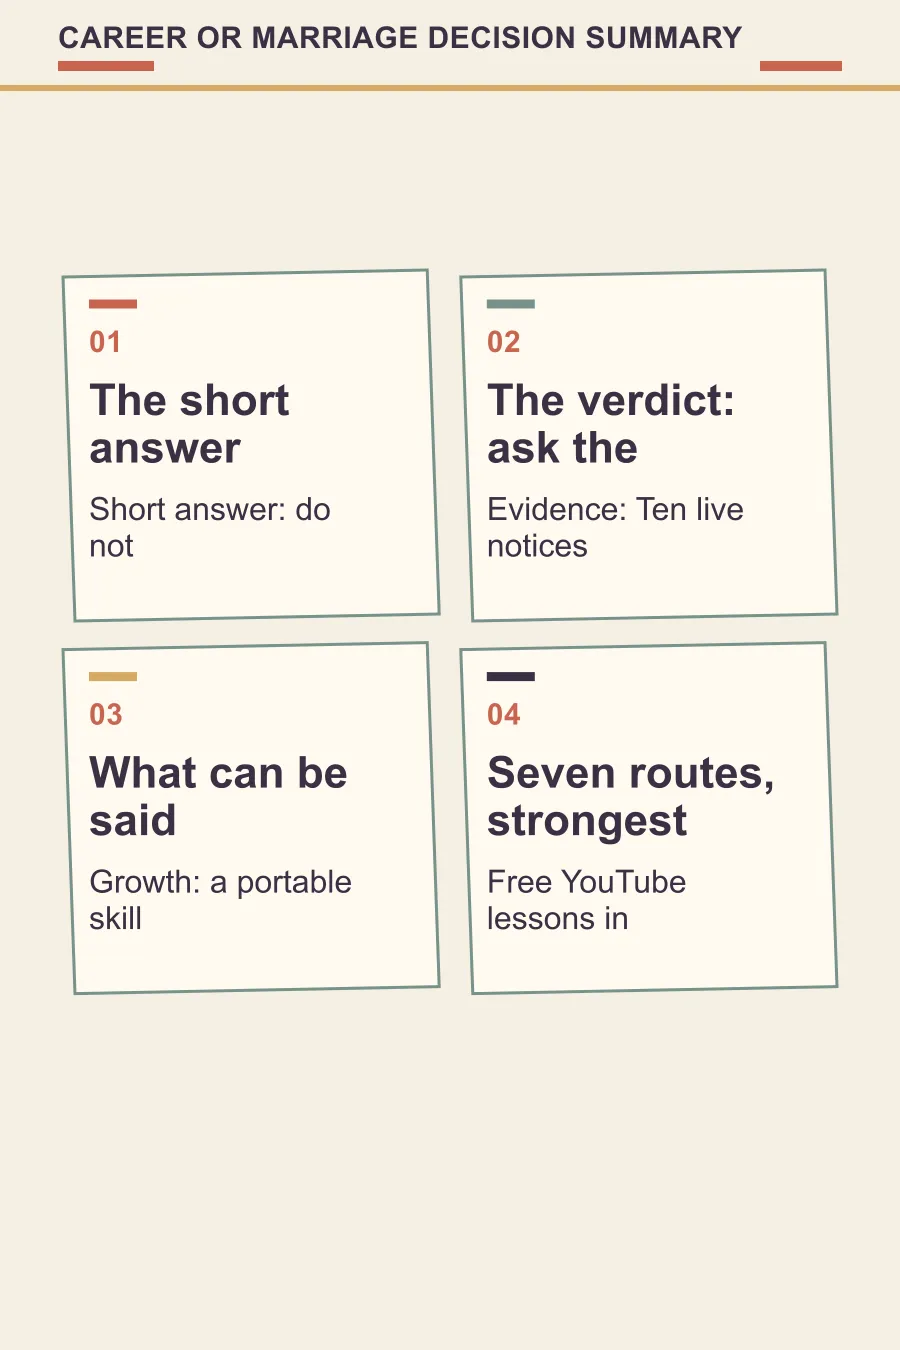 CAREER OR MARRIAGE DECISION SUMMARY
01
The short
answer
Short answer: do
not
02
The verdict:
ask the
Evidence: Ten live
notices
03
What can be
said
Growth: a portable
skill
04
Seven routes,
strongest
Free YouTube
lessons in